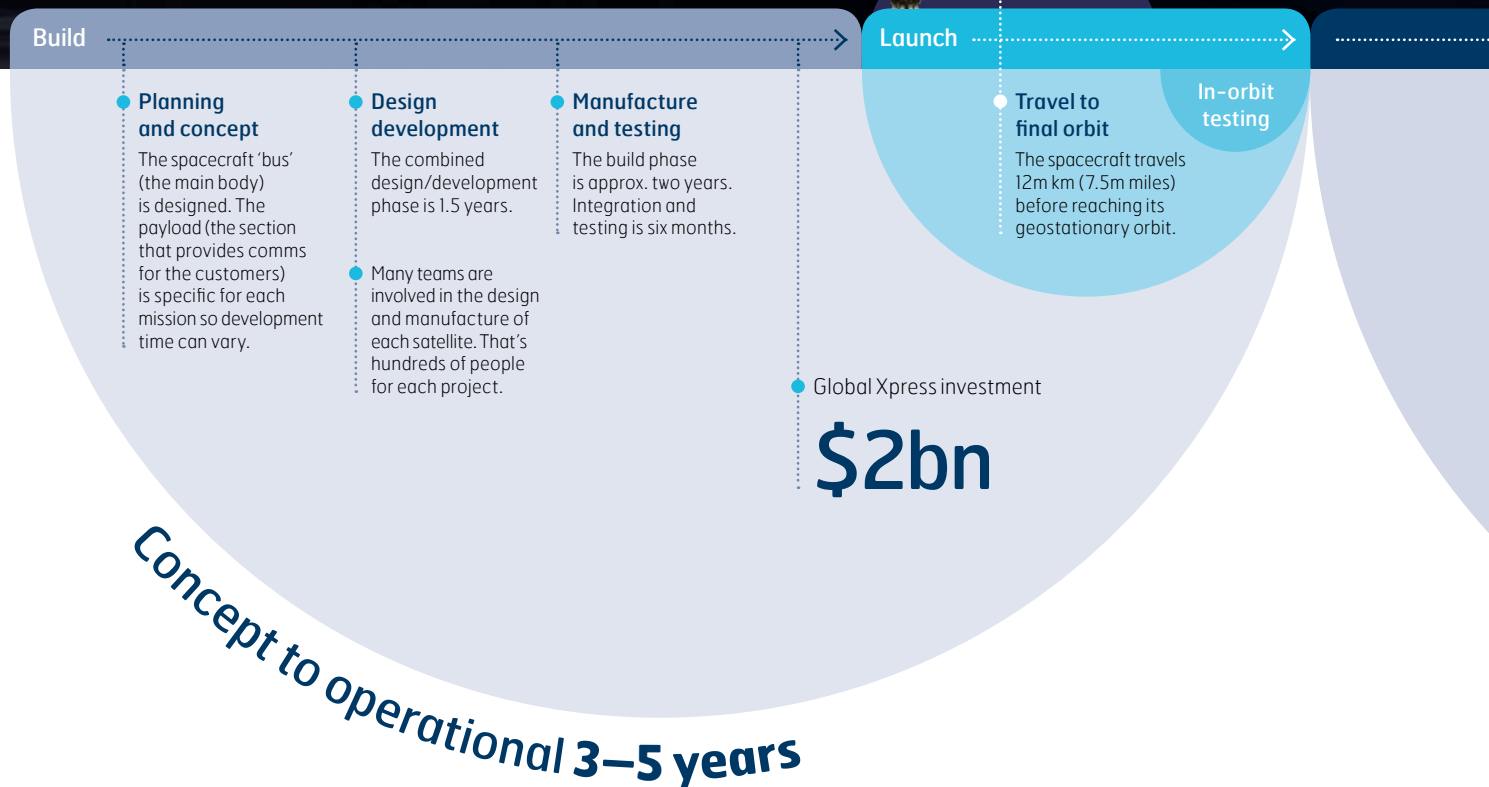 Build
Launch
Planning
and concept
The spacecraft ‘bus’
(the main body)
is designed. The
payload (the section
that provides comms
for the customers)
is specific for each
mission so development
time can vary.
Design
development
The combined
design/development
phase is 1.5 years.
Many teams are
involved in the design
and manufacture of
each satellite. That’s
hundreds of people
for each project.
Manufacture
and testing
The build phase
is approx. two years.
Integration and
testing is six months.
Global Xpress investment
$2bn
Travel to
final orbit
The spacecraft travels
12m km (7.5m miles)
before reaching its
geostationary orbit.
In-orbit
testing
Concept to operational 3–5 years